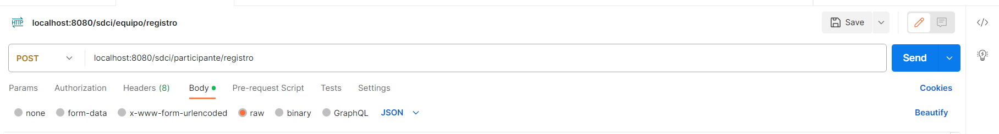 HTTP localhost:8080/sdci/equipo/registro Save </>
POST localhost:8080/sdci/participante/registro Send
Params Authorization Headers (8) Body Pre-request Script Tests Settings Cookies
none form-data x-www-form-urlencoded raw binary GraphQL JSON Beautify